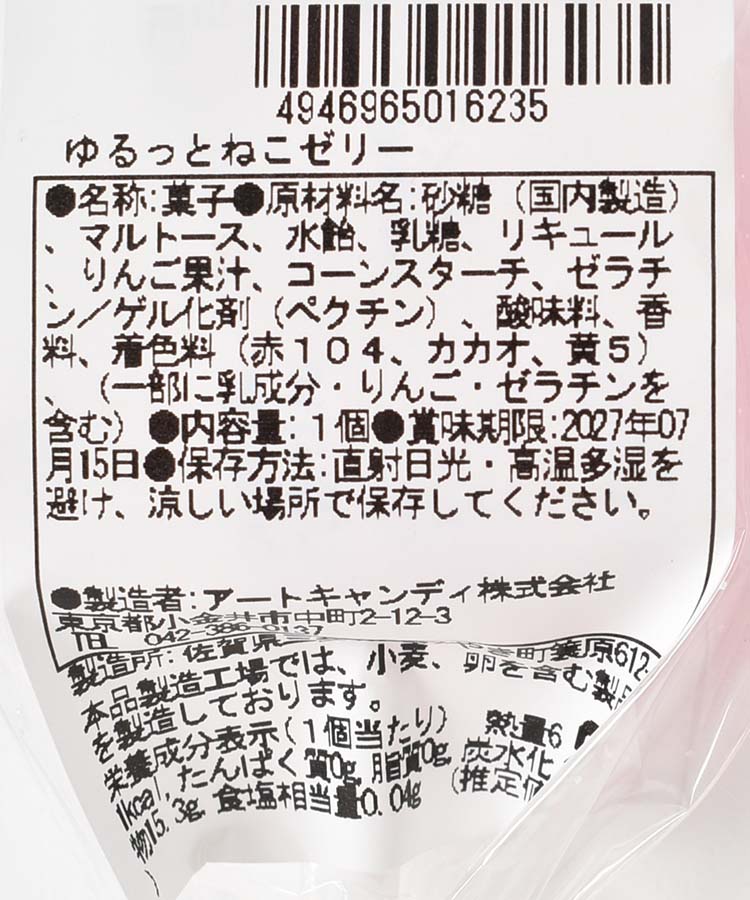 4946965016235
ゆるっとねこゼリー
●名称:菓子●原材料名:砂糖（国内製造）
、マルトース、水飴、乳糖、リキュール
、りんご果汁、コーンスターチ、ゼラチ
ン／ゲル化剤（ペクチン）、酸味料、香
料、着色料（赤１０４、カカオ、黄５）
、（一部に乳成分・りんご・ゼラチンを
含む）●内容量:１個●賞味期限:2027年07
月15日●保存方法:直射日光・高温多湿を
避け、涼しい場所で保存してください。
●製造者:アートキャンディ株式会社
東京都小金井市中町2-12-3
℡ 042-386-0137
製造所:佐賀県 町簑原612-
本品製造工場では、小麦、卵を含む製
を製造しております。
栄養成分表示(１個当たり) 熱量6
1kcal,たんぱく質0g,脂質0g, 炭水化
物15.3g,食塩相当量0.04g (推定
)